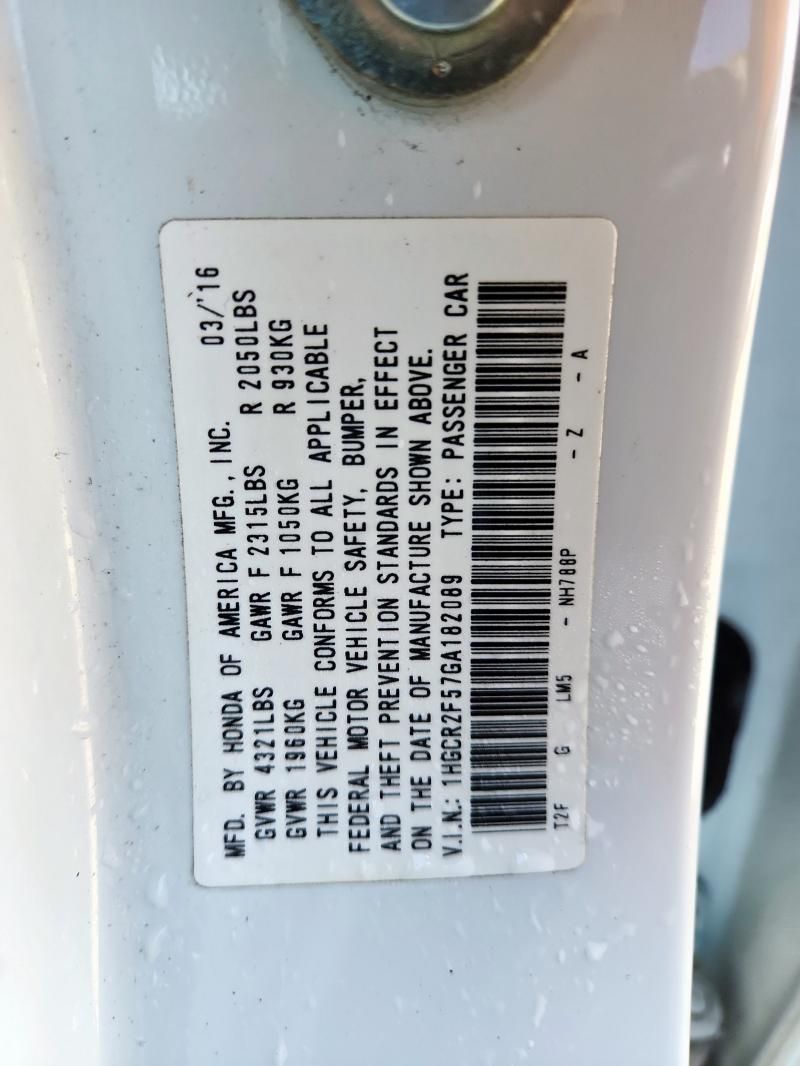 MFD. BY HONDA OF AMERICA MFG., INC. 03/'16
GVWR 4321LBS GAWR F 2315LBS R 2050LBS
GVWR 1960KG GAWR F 1050KG R 930KG
THIS VEHICLE CONFORMS TO ALL APPLICABLE
FEDERAL MOTOR VEHICLE SAFETY, BUMPER,
AND THEFT PREVENTION STANDARDS IN EFFECT
ON THE DATE OF MANUFACTURE SHOWN ABOVE.
V.I.N.: 1HGCR2F57GA182089 TYPE: PASSENGER CAR
T2F G LM5 - NH788P - Z - A